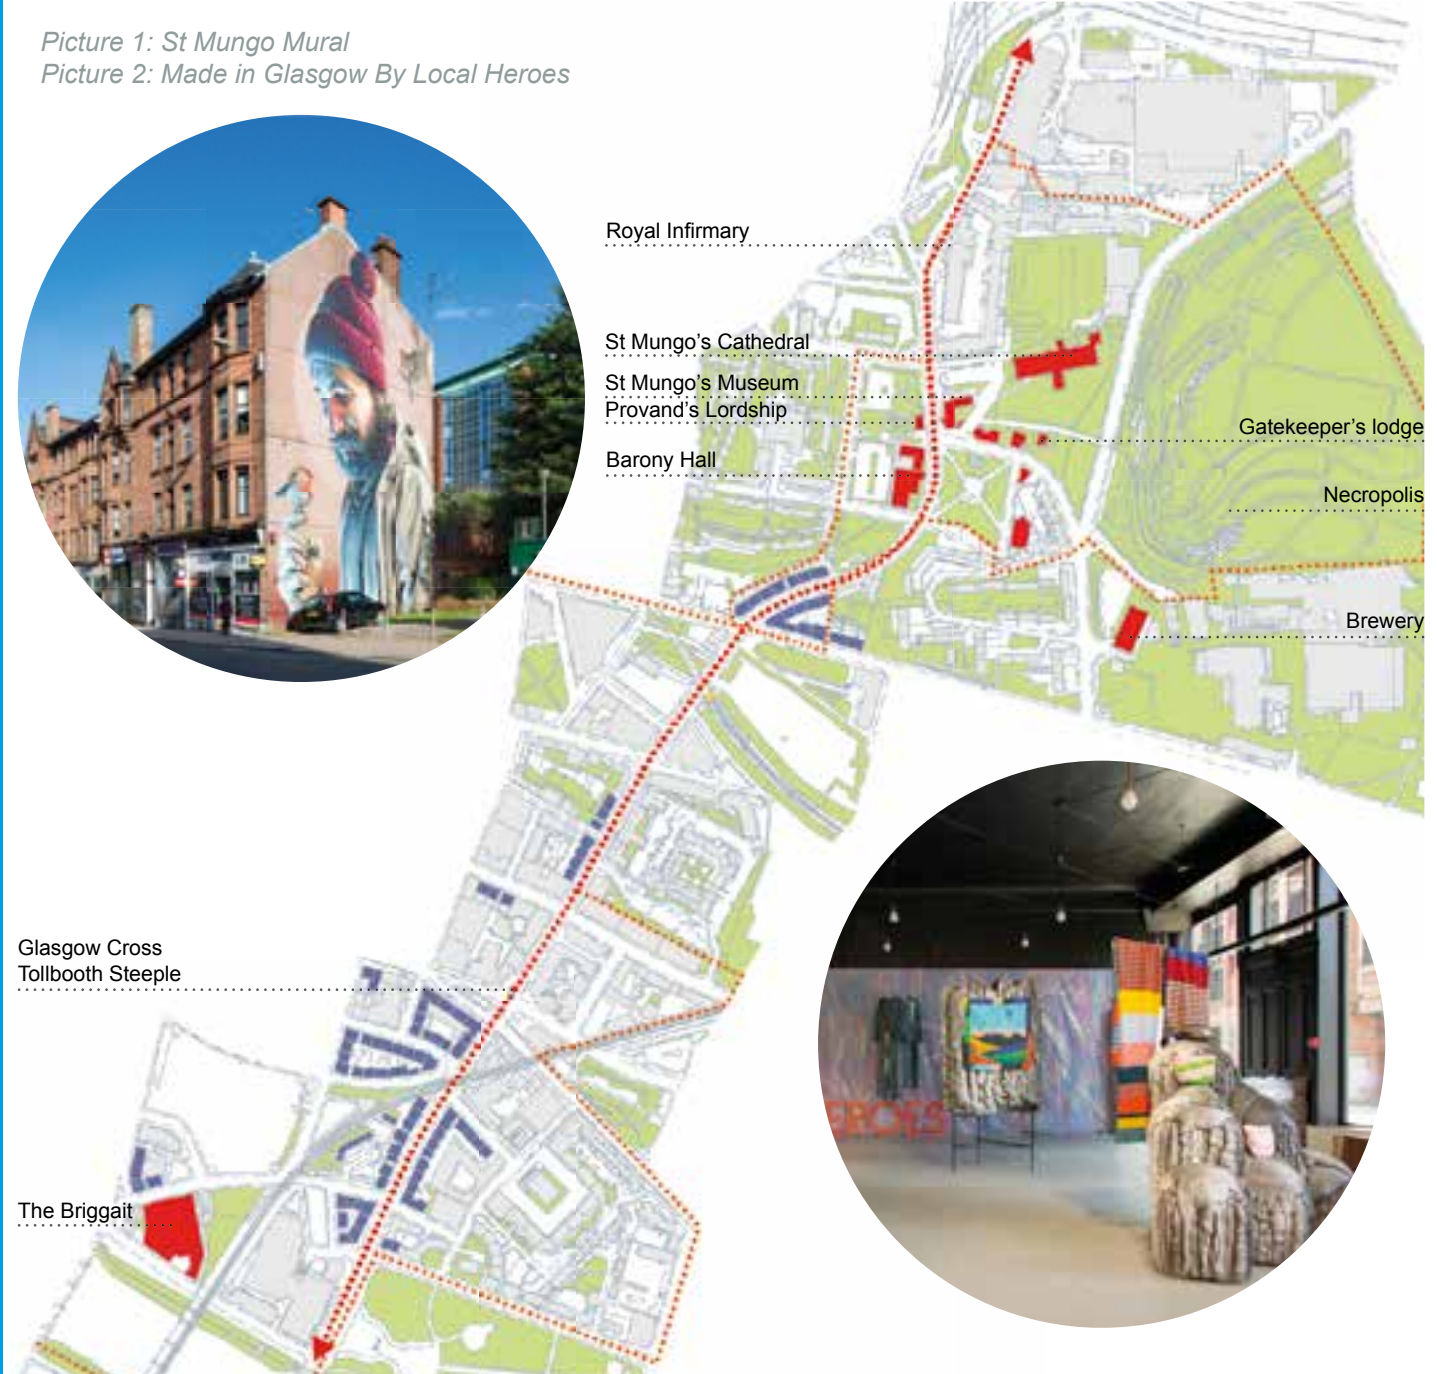 Picture 1: St Mungo Mural
Picture 2: Made in Glasgow By Local Heroes
Royal Infirmary
St Mungo's Cathedral
St Mungo's Museum
Provand's Lordship
Barony Hall
Gatekeeper's lodge
Necropolis
Brewery
Glasgow Cross
Tollbooth Steeple
The Briggait
EROES